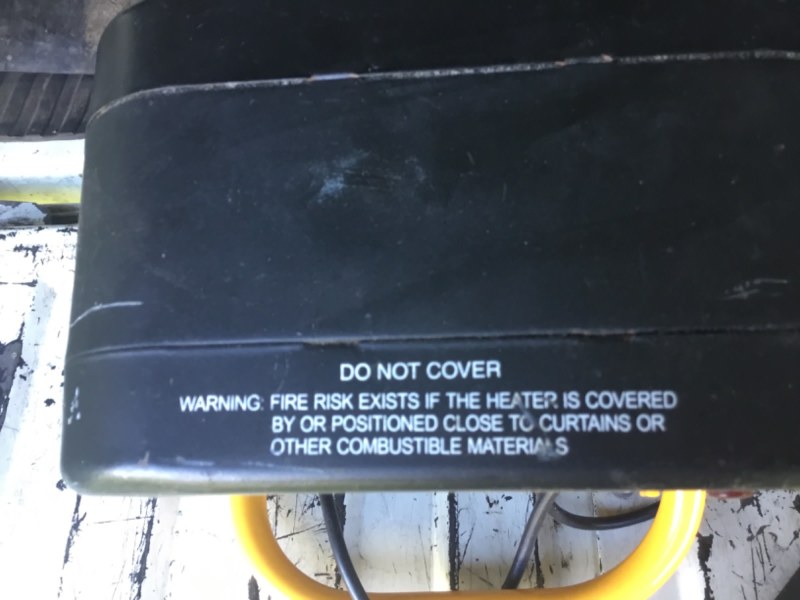 DO NOT COVER
WARNING: FIRE RISK EXISTS IF THE HEATER IS COVERED
BY OR POSITIONED CLOSE TO CURTAINS OR
OTHER COMBUSTIBLE MATERIALS